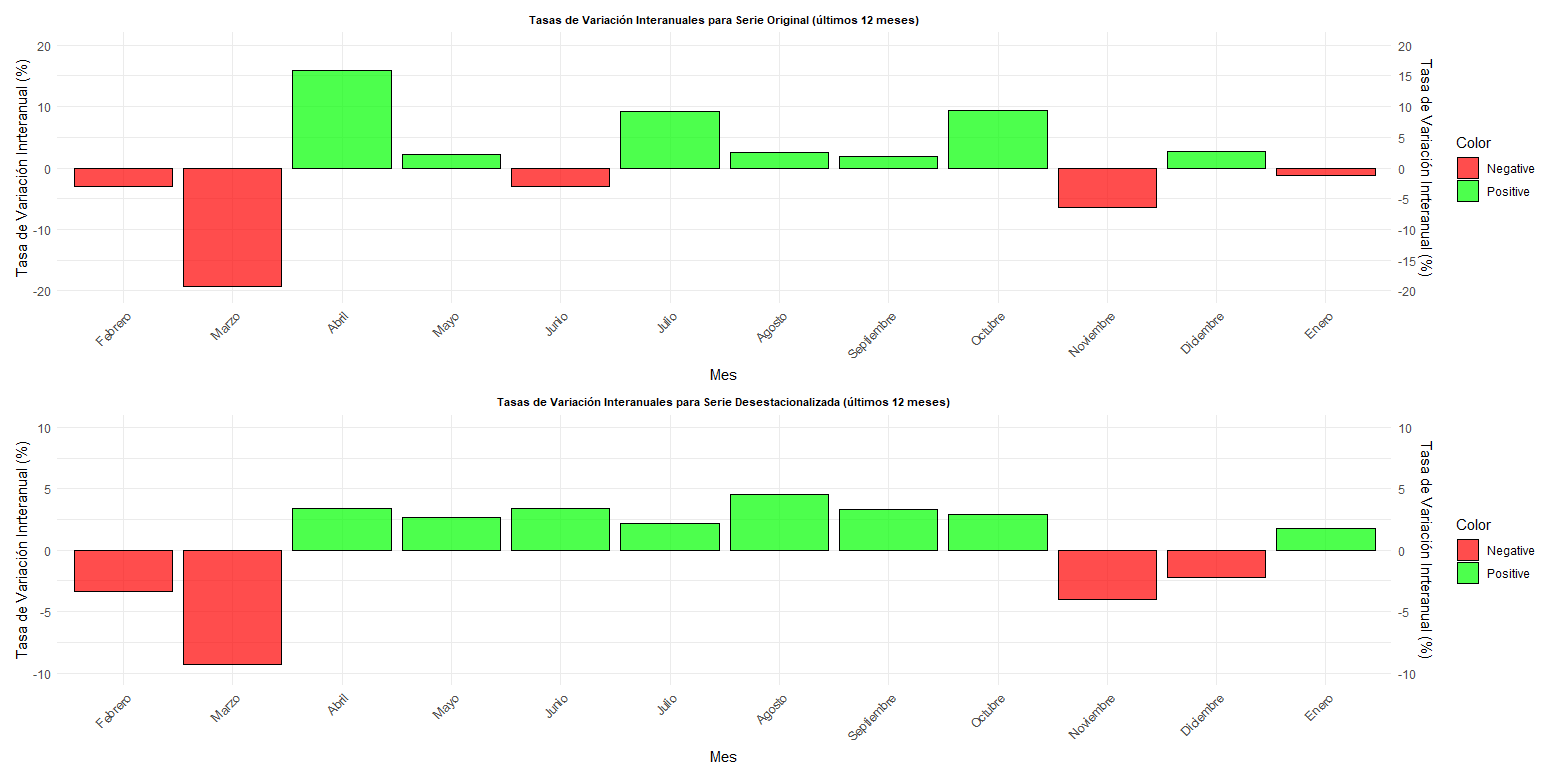 Tasas de Variación Interanuales para Serie Original (últimos 12 meses)
Tasa de Variación Inrteranual (%)
20
10
0
-10
-20
20
15
10
5
0
-5
-10
-15
-20
Tasa de Variación Inrteranual (%)
Febrero
Marzo
Abril
Mayo
Junio
Julio
Agosto
Septiembre
Octubre
Noviembre
Diciembre
Enero
Mes
Color
Negative
Positive
Tasas de Variación Interanuales para Serie Desestacionalizada (últimos 12 meses)
Tasa de Variación Inrteranual (%)
10
5
0
-5
-10
10
5
0
-5
-10
Tasa de Variación Inrteranual (%)
Febrero
Marzo
Abril
Mayo
Junio
Julio
Agosto
Septiembre
Octubre
Noviembre
Diciembre
Enero
Mes
Color
Negative
Positive